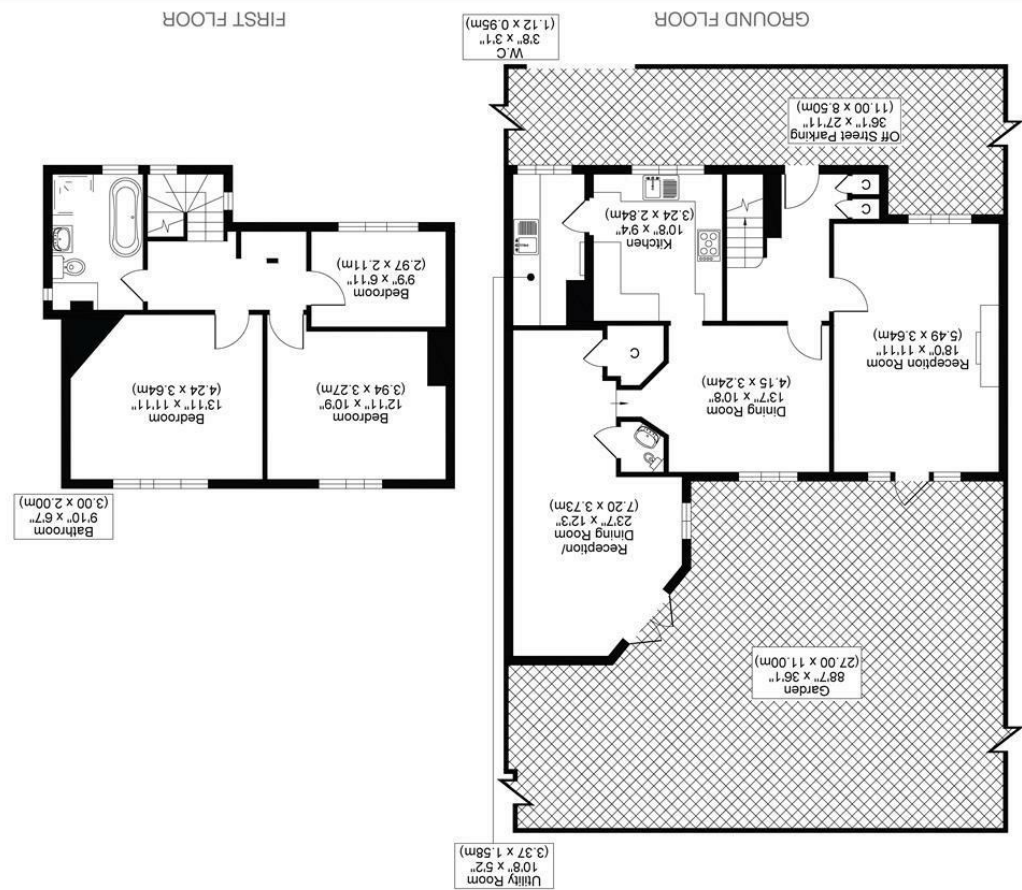 Utility Room
10'8" x 5'2"
(3.37 x 1.58m)
Garden
88'7" x 36'1"
(27.00 x 11.00m)
Reception/
Dining Room
23'7" x 12'3"
(7.20 x 3.73m)
Reception Room
18'0" x 11'11"
(5.49 x 3.64m)
Dining Room
13'7" x 10'8"
(4.15 x 3.24m)
C
Kitchen
10'8" x 9'4"
(3.24 x 2.84m)
C
C
Off Street Parking
36'1" x 27'11"
(11.00 x 8.50m)
W.C
3'8" x 3'1"
(1.12 x 0.95m)
GROUND FLOOR
Bathroom
9'10" x 6'7"
(3.00 x 2.00m)
Bedroom
12'11" x 10'9"
(3.94 x 3.27m)
Bedroom
13'11" x 11'11"
(4.24 x 3.64m)
Bedroom
9'9" x 6'11"
(2.97 x 2.11m)
FIRST FLOOR